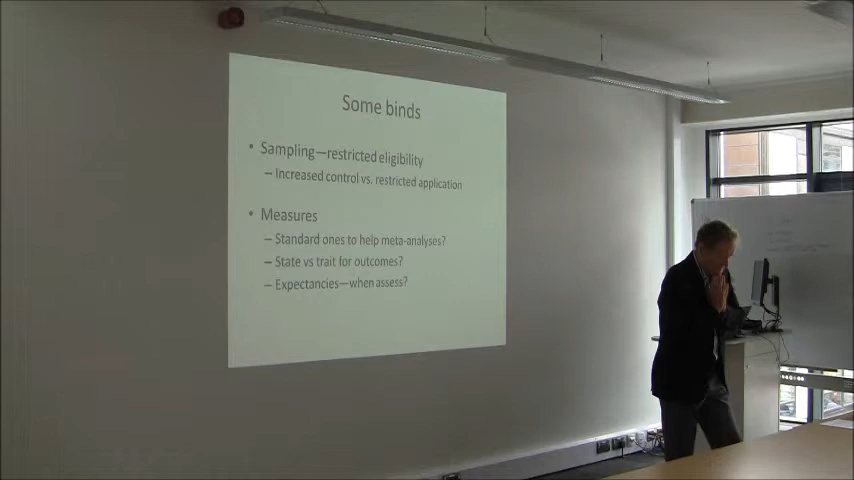 Some binds
• Sampling—restricted eligibility
– Increased control vs. restricted application
• Measures
– Standard ones to help meta-analyses?
– State vs trait for outcomes?
– Expectancies—when assess?